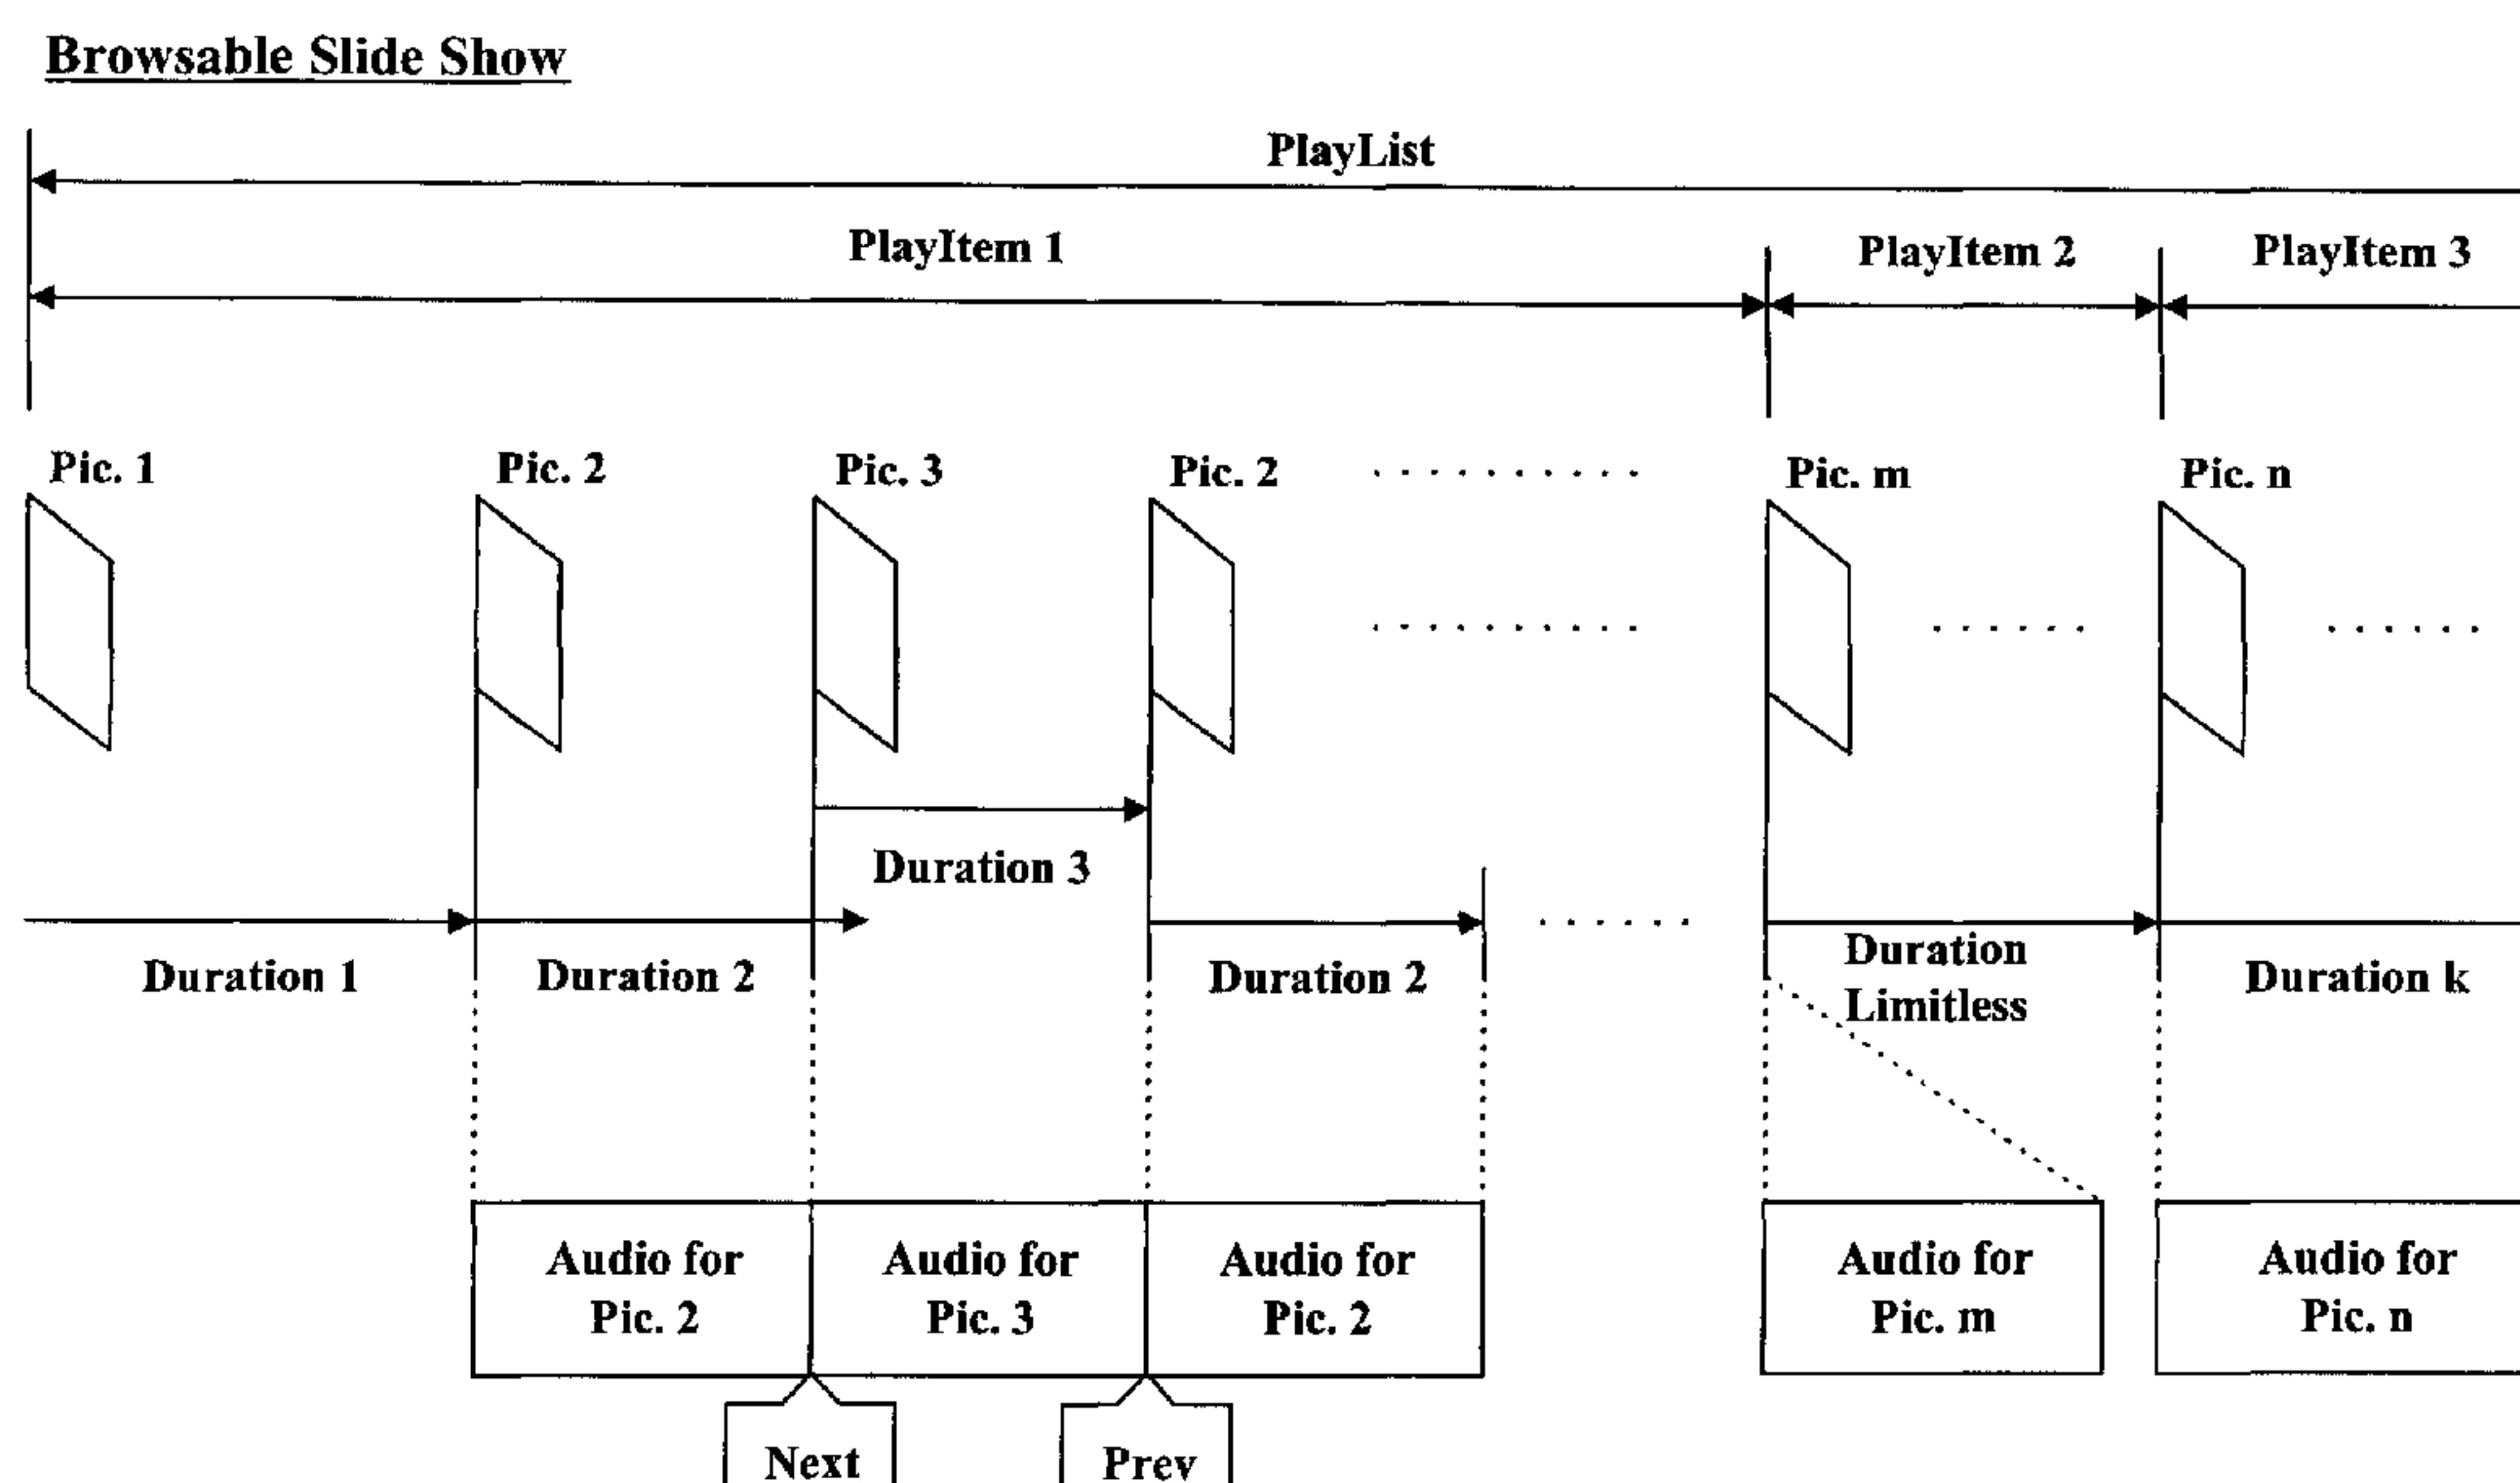 Browsable Slide Show
PlayList
PlayItem 1
PlayItem 2
PlayItem 3
Pic. 1
Pic. 2
Pic. 3
Pic. 2
Pic. m
Pic. n
Duration 3
Duration 1
Duration 2
Duration 2
Duration
Limitless
Duration k
Audio for
Pic. 2
Audio for
Pic. 3
Audio for
Pic. 2
Audio for
Pic. m
Audio for
Pic. n
Next
Prev